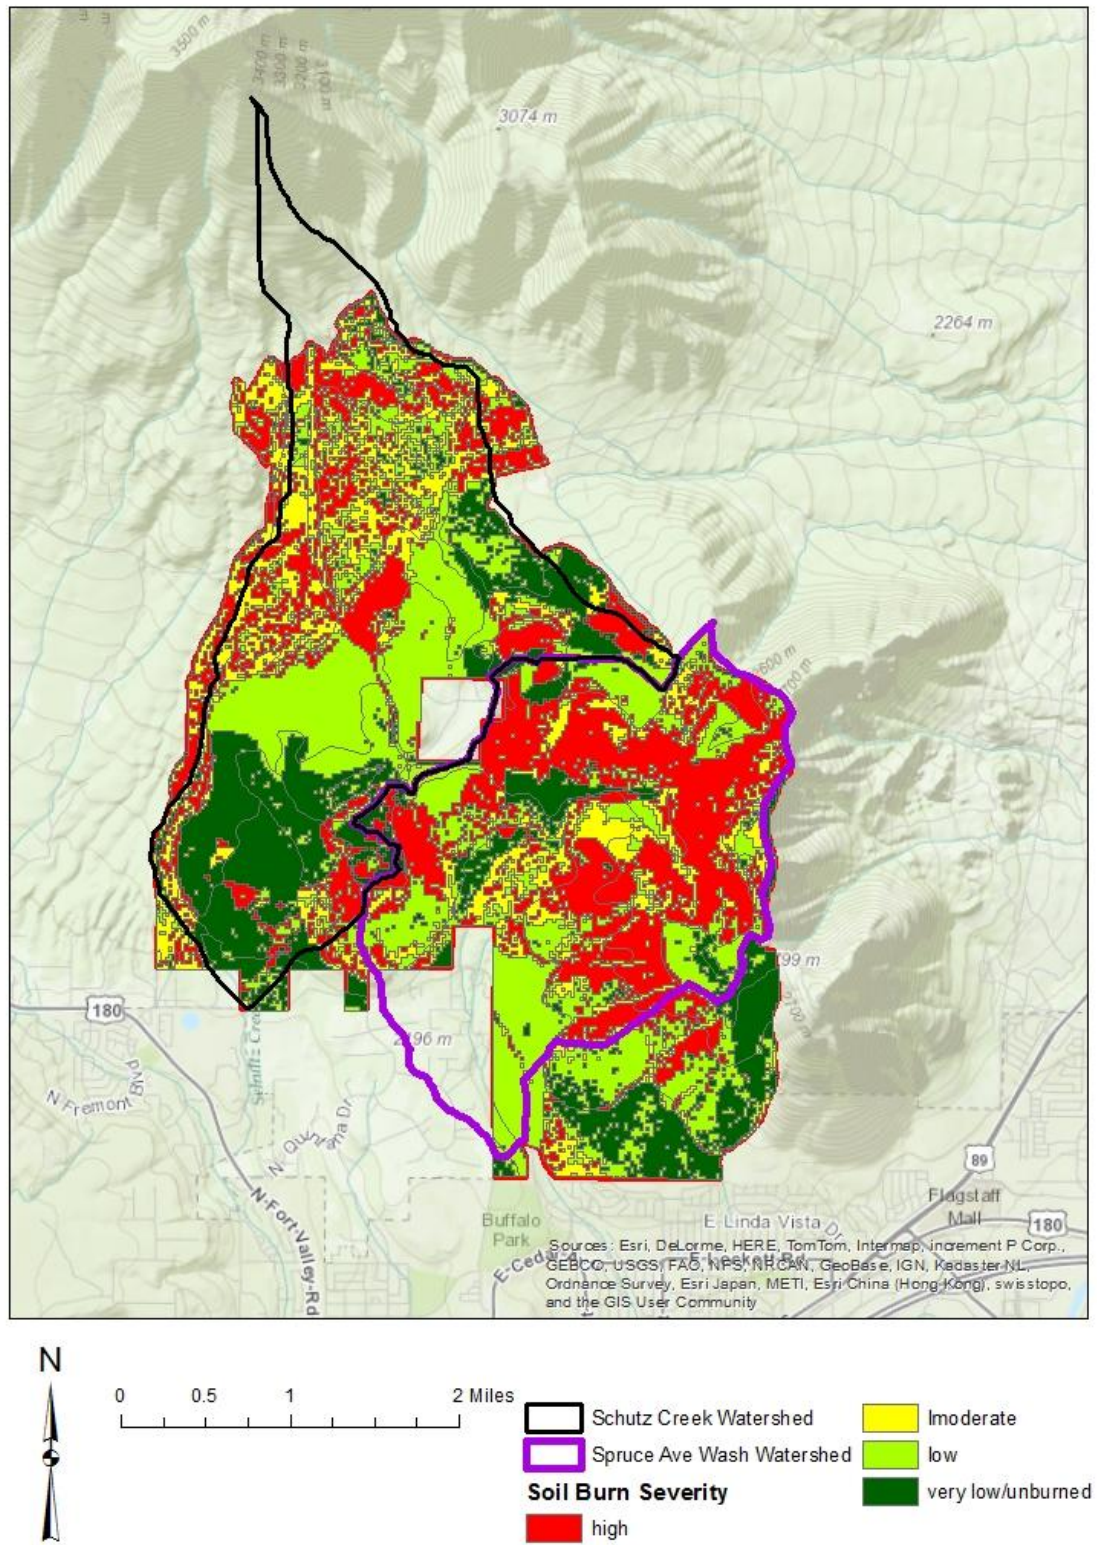 3500 m
3400 m
3300 m
3200 m
3100 m
3074 m
2264 m
2600 m
180
2196 m
Schultz Creek
N Fremont Blvd
N-Fort-Valley-Rd
89
Flagstaff
Mall
180
Buffalo
Park
E Linda Vista Dr
E-Cedar-A
Sources: Esri, DeLorme, HERE, TomTom, Intermap, increment P Corp.,
GEBCO, USGS, FAO, NPS, NRCAN, GeoBase, IGN, Kadaster NL,
Ordnance Survey, Esri Japan, METI, Esri China (Hong Kong), swisstopo,
and the GIS User Community
N
0 0.5 1 2 Miles
Schutz Creek Watershed
Spruce Ave Wash Watershed
Soil Burn Severity
high
lmoderate
low
very low/unburned